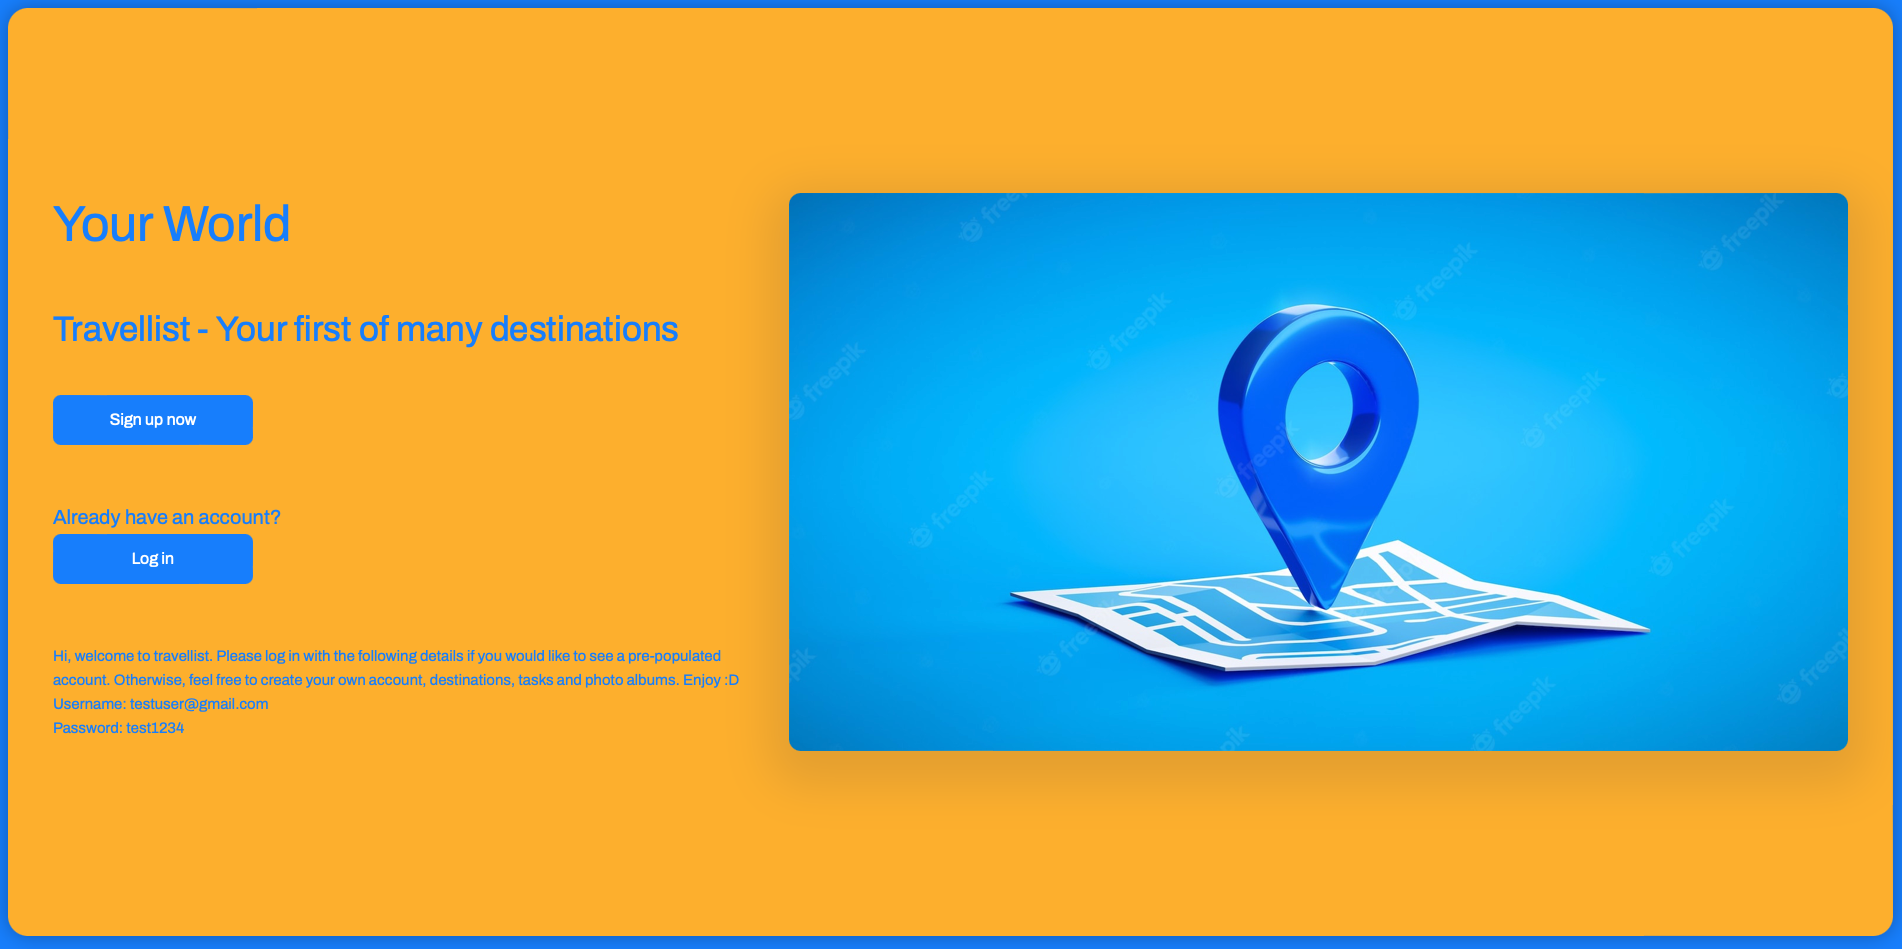 Your World
Travellist - Your first of many destinations
Sign up now
Already have an account?
Log in
Hi, welcome to travellist. Please log in with the following details if you would like to see a pre-populated
account. Otherwise, feel free to create your own account, destinations, tasks and photo albums. Enjoy :D
Username: testuser@gmail.com
Password: test1234
freepik
freepik
freepik
freepik
freepik
freepik
freepik
freepik
freepik
freepik
freepik
freepik